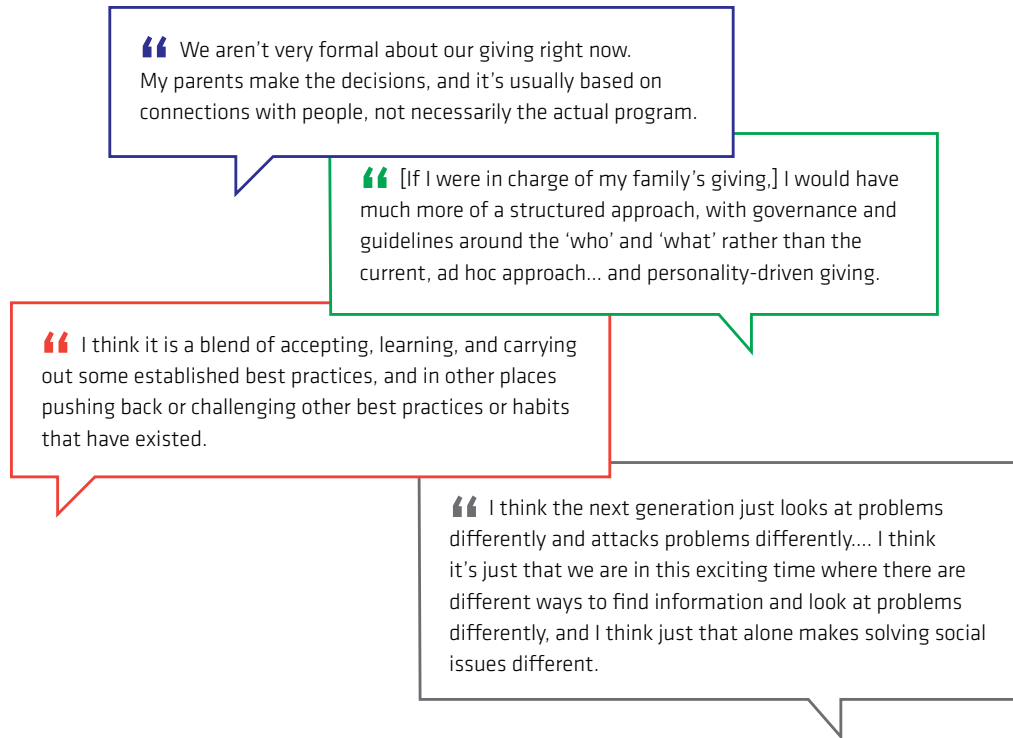 “ We aren’t very formal about our giving right now.
My parents make the decisions, and it’s usually based on
connections with people, not necessarily the actual program.
“ [If I were in charge of my family’s giving,] I would have
much more of a structured approach, with governance and
guidelines around the ‘who’ and ‘what’ rather than the
current, ad hoc approach... and personality-driven giving.
“ I think it is a blend of accepting, learning, and carrying
out some established best practices, and in other places
pushing back or challenging other best practices or habits
that have existed.
“ I think the next generation just looks at problems
differently and attacks problems differently.... I think
it’s just that we are in this exciting time where there are
different ways to find information and look at problems
differently, and I think just that alone makes solving social
issues different.